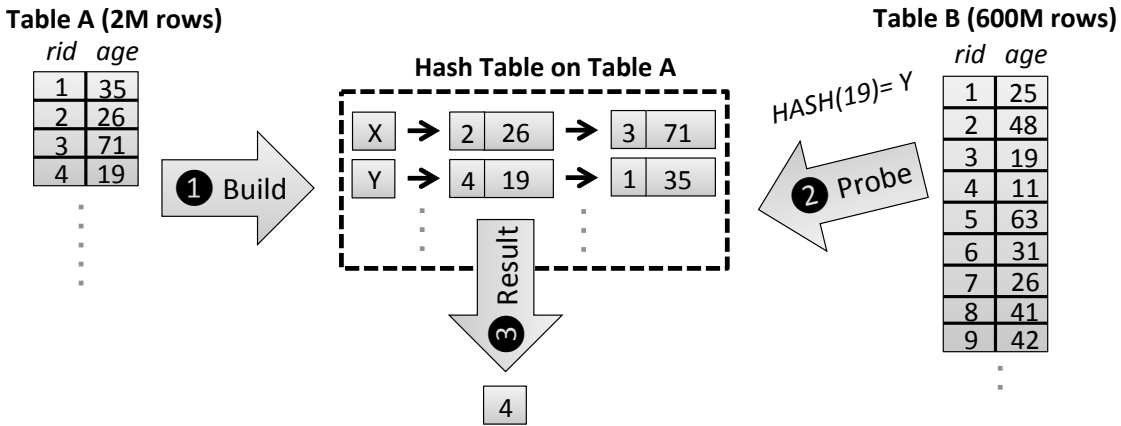 Table A (2M rows)
rid age
1 35
2 26
3 71
4 19
1 Build
Hash Table on Table A
X 2 26 3 71
Y 4 19 1 35
3 Result
4
HASH(19)= Y
2 Probe
Table B (600M rows)
rid age
1 25
2 48
3 19
4 11
5 63
6 31
7 26
8 41
9 42